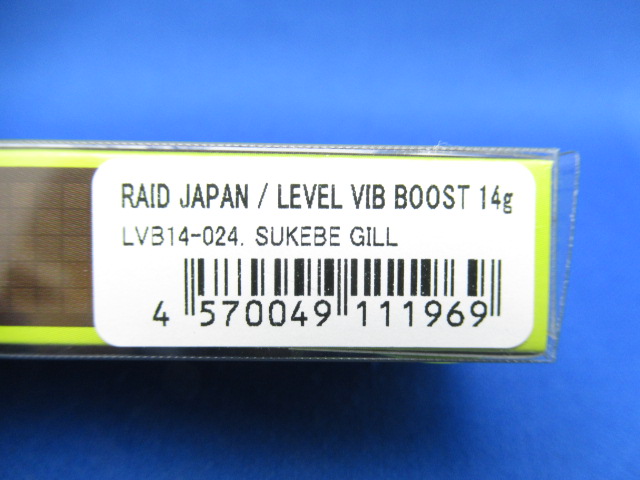 RAID JAPAN / LEVEL VIB BOOST 14g
LVB14-024. SUKEBE GILL
4 570049 111969